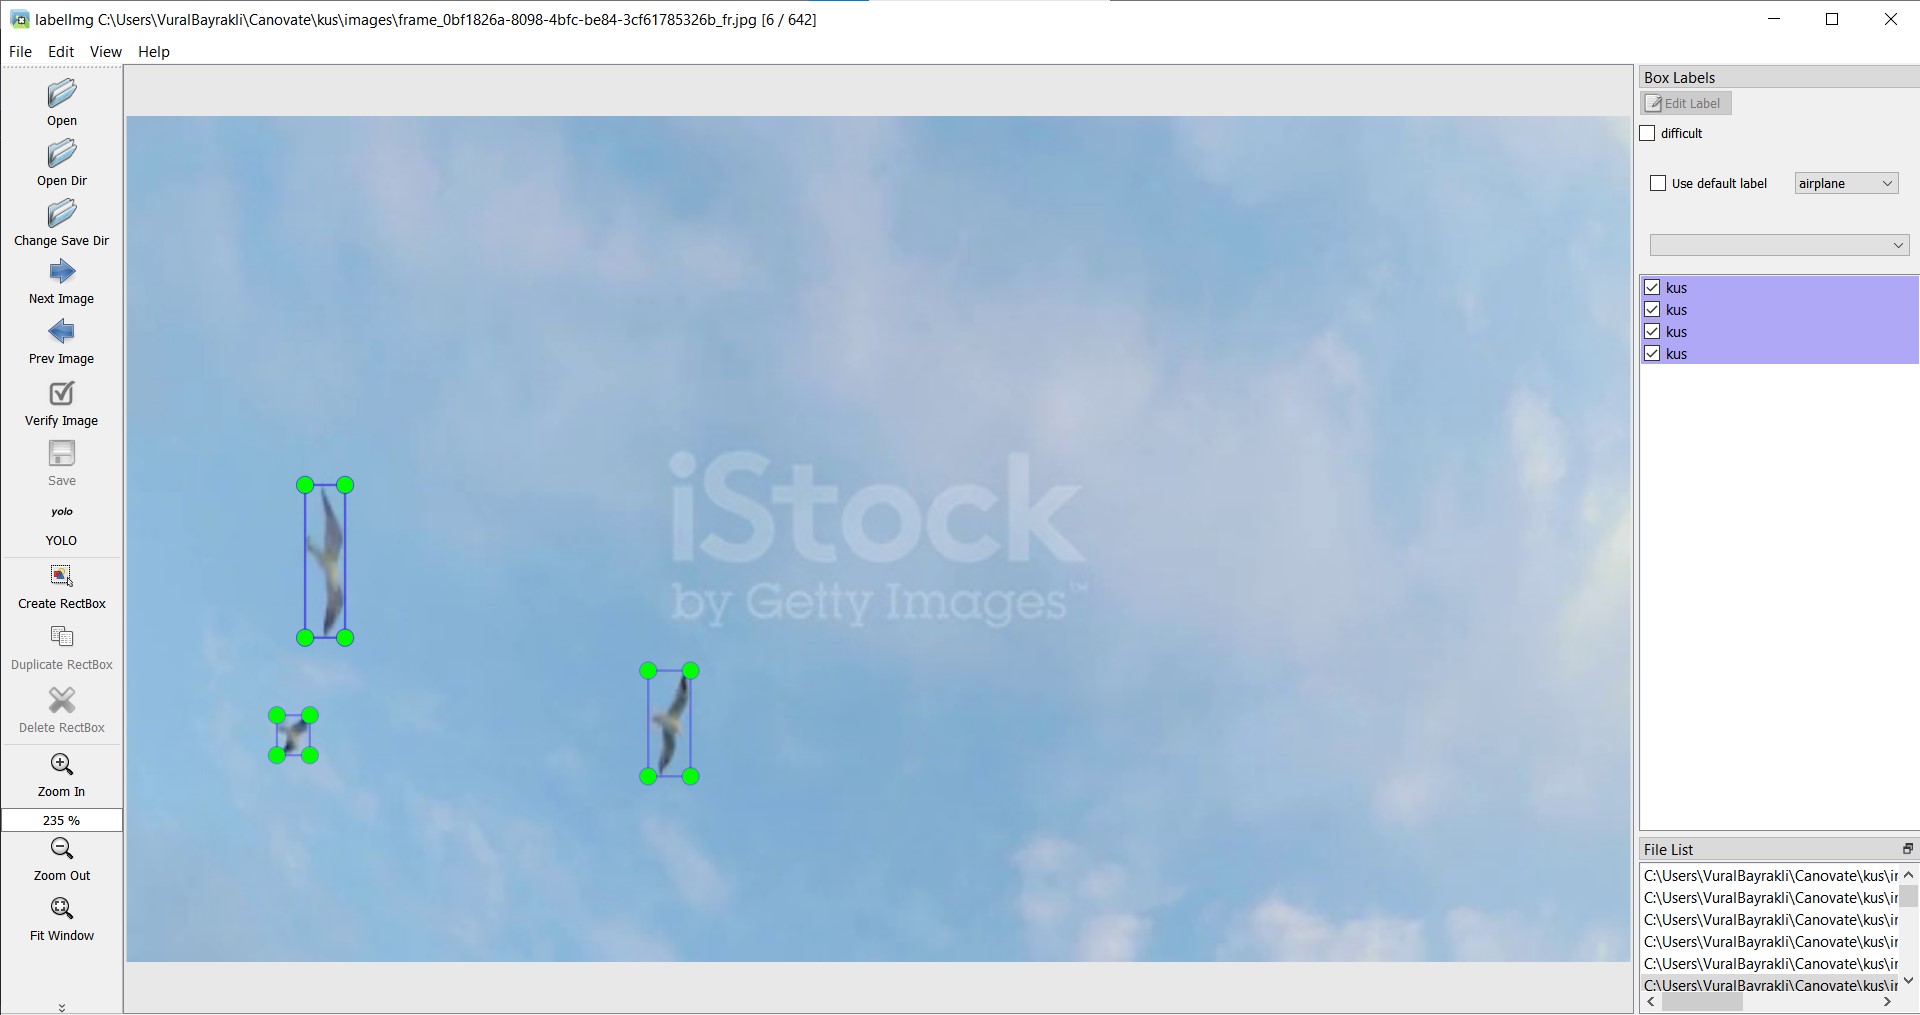 labelImg C:\Users\VuralBayrakli\Canovate\kus\images\frame_0bf1826a-8098-4bfc-be84-3cf61785326b_fr.jpg [6 / 642]
File Edit View Help
Open
Open Dir
Change Save Dir
Next Image
Prev Image
Verify Image
Save
yolo
YOLO
Create RectBox
Duplicate RectBox
Delete RectBox
Zoom In
235 %
Zoom Out
Fit Window
iStock
by Getty Images™
Box Labels
Edit Label
difficult
Use default label airplane
kus
kus
kus
kus
File List
C:\Users\VuralBayrakli\Canovate\kus\ir
C:\Users\VuralBayrakli\Canovate\kus\ir
C:\Users\VuralBayrakli\Canovate\kus\ir
C:\Users\VuralBayrakli\Canovate\kus\ir
C:\Users\VuralBayrakli\Canovate\kus\ir
C:\Users\VuralBayrakli\Canovate\kus\ir